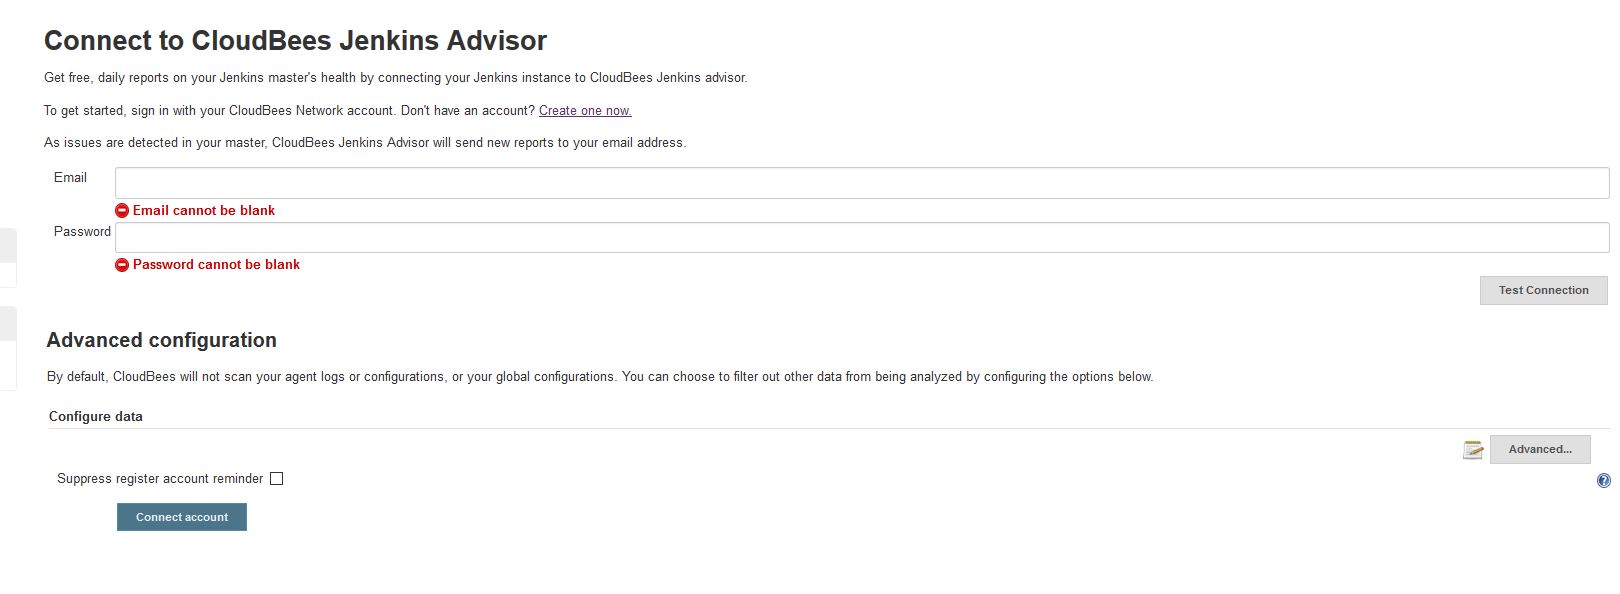 Connect to CloudBees Jenkins Advisor
Get free, daily reports on your Jenkins master's health by connecting your Jenkins instance to CloudBees Jenkins advisor.
To get started, sign in with your CloudBees Network account. Don't have an account? Create one now.
As issues are detected in your master, CloudBees Jenkins Advisor will send new reports to your email address.
Email
Email cannot be blank
Password
Password cannot be blank
Test Connection
Advanced configuration
By default, CloudBees will not scan your agent logs or configurations, or your global configurations. You can choose to filter out other data from being analyzed by configuring the options below.
Configure data
Advanced...
Suppress register account reminder
?
Connect account